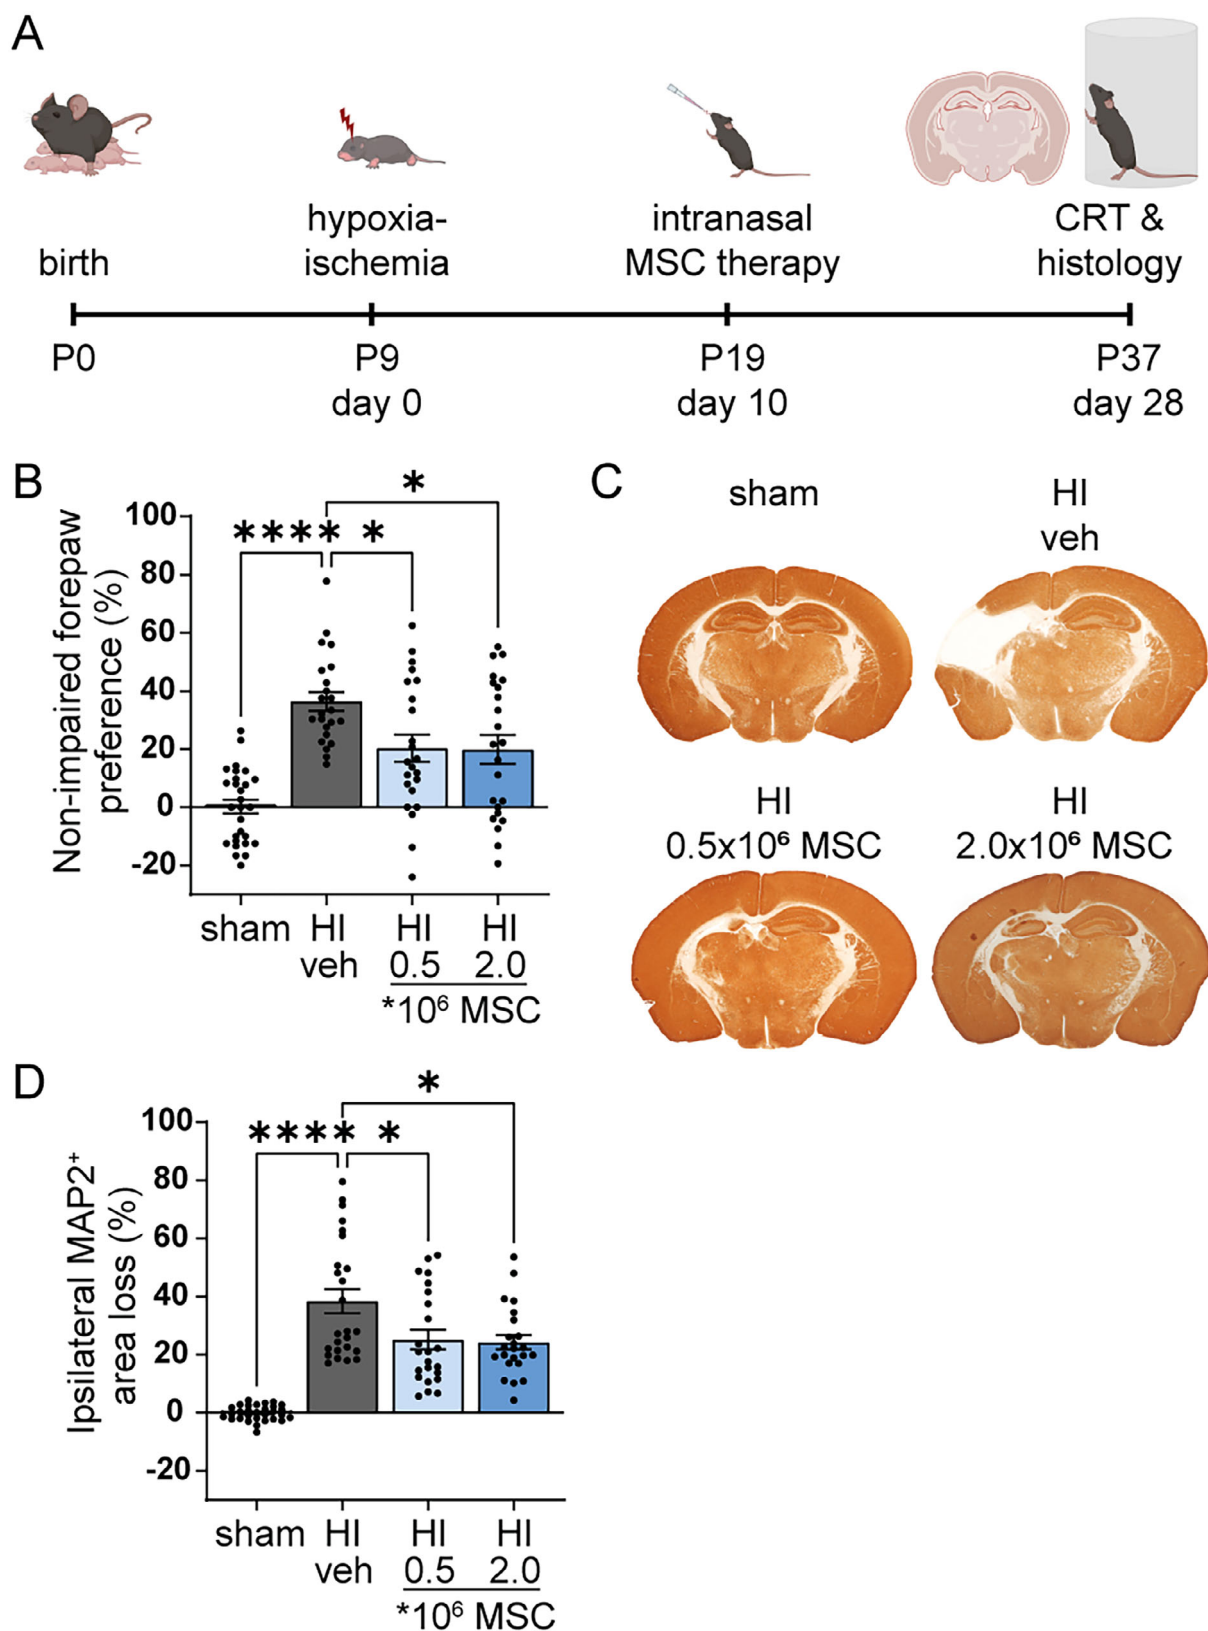 A
birth
hypoxia-
ischemia
intranasal
MSC therapy
CRT &
histology
P0
P9
day 0
P19
day 10
P37
day 28
B
Non-impaired forepaw
preference (%)
100
80
60
40
20
0
-20
**** *
*
sham
HI
veh
HI
0.5
HI
2.0
*10⁶ MSC
C
sham
HI
veh
HI
0.5x10⁶ MSC
HI
2.0x10⁶ MSC
D
Ipsilateral MAP2⁺
area loss (%)
100
80
60
40
20
0
-20
**** *
*
sham
HI
veh
HI
0.5
HI
2.0
*10⁶ MSC